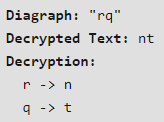 Diagraph: "rq"
Decrypted Text: nt
Decryption:
r -> n
q -> t